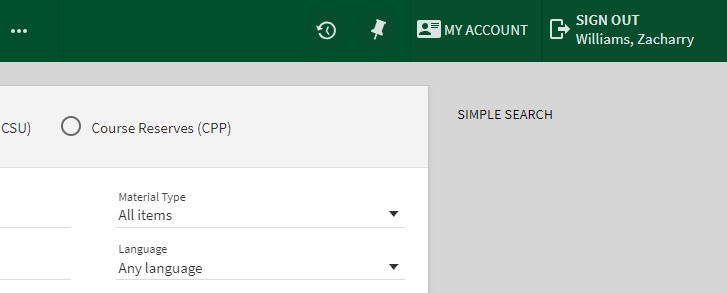 MY ACCOUNT
SIGN OUT
Williams, Zacharry
CSU)
Course Reserves (CPP)
SIMPLE SEARCH
Material Type
All items
Language
Any language